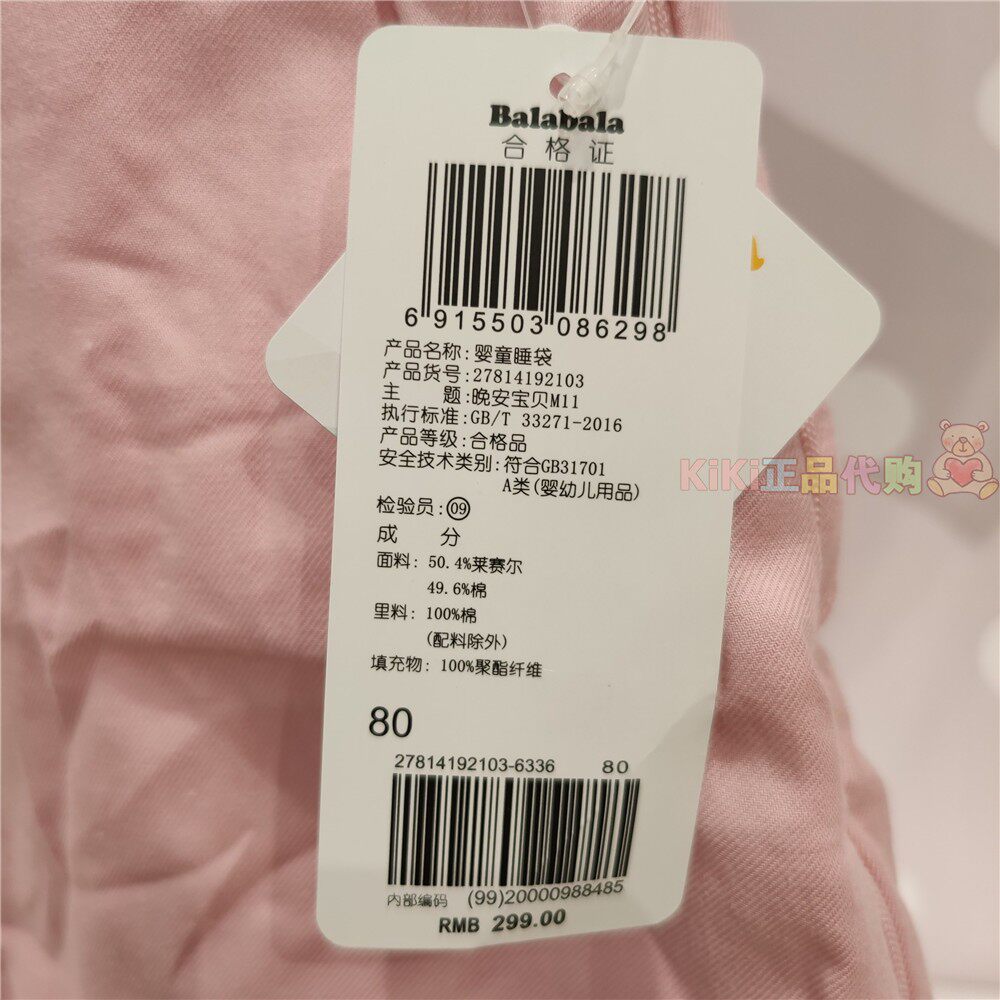 Balabala
合格证
6 915503 086298
产品名称:婴童睡袋
产品货号:27814192103
主 题:晚安宝贝M11
执行标准:GB/T 33271-2016
产品等级:合格品
安全技术类别:符合GB31701
A类(婴幼儿用品)
检验员:09
成 分
面料: 50.4%莱赛尔
49.6%棉
里料: 100%棉
(配料除外)
填充物: 100%聚酯纤维
80
27814192103-6336 80
内部编码 (99)20000988485
RMB 299.00
KiKi正品代购